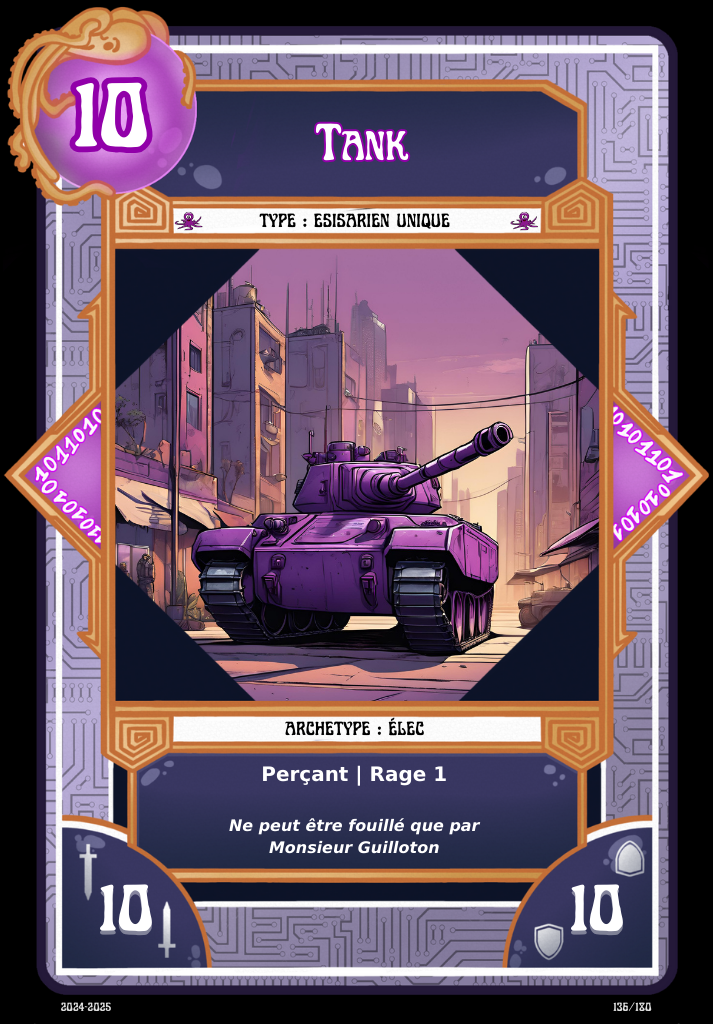 10
TANK
TYPE : ESISARIEN UNIQUE
1011010
1010101
10101101
1010101
ARCHETYPE : ÉLEC
Perçant | Rage 1
Ne peut être fouillé que par
Monsieur Guilloton
10
10
2024-2025
136/180